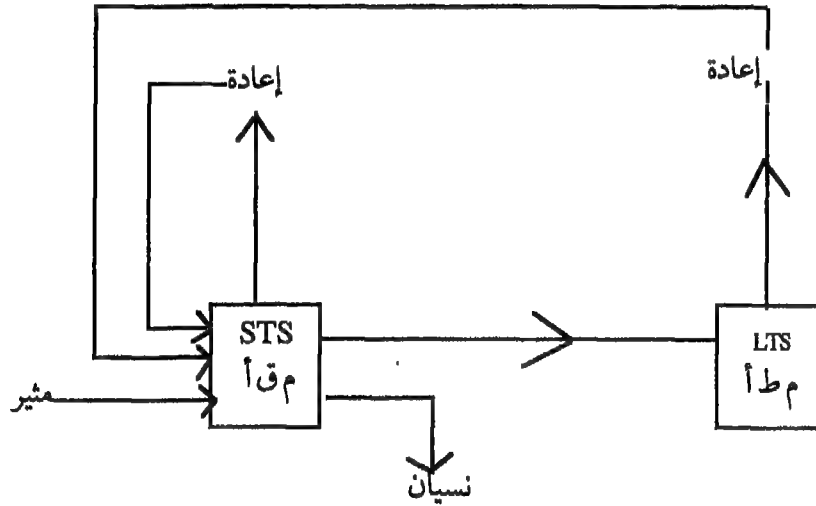 إعادة
إعادة
STS
م ق أ
LTS
م ط أ
مثير
نسيان